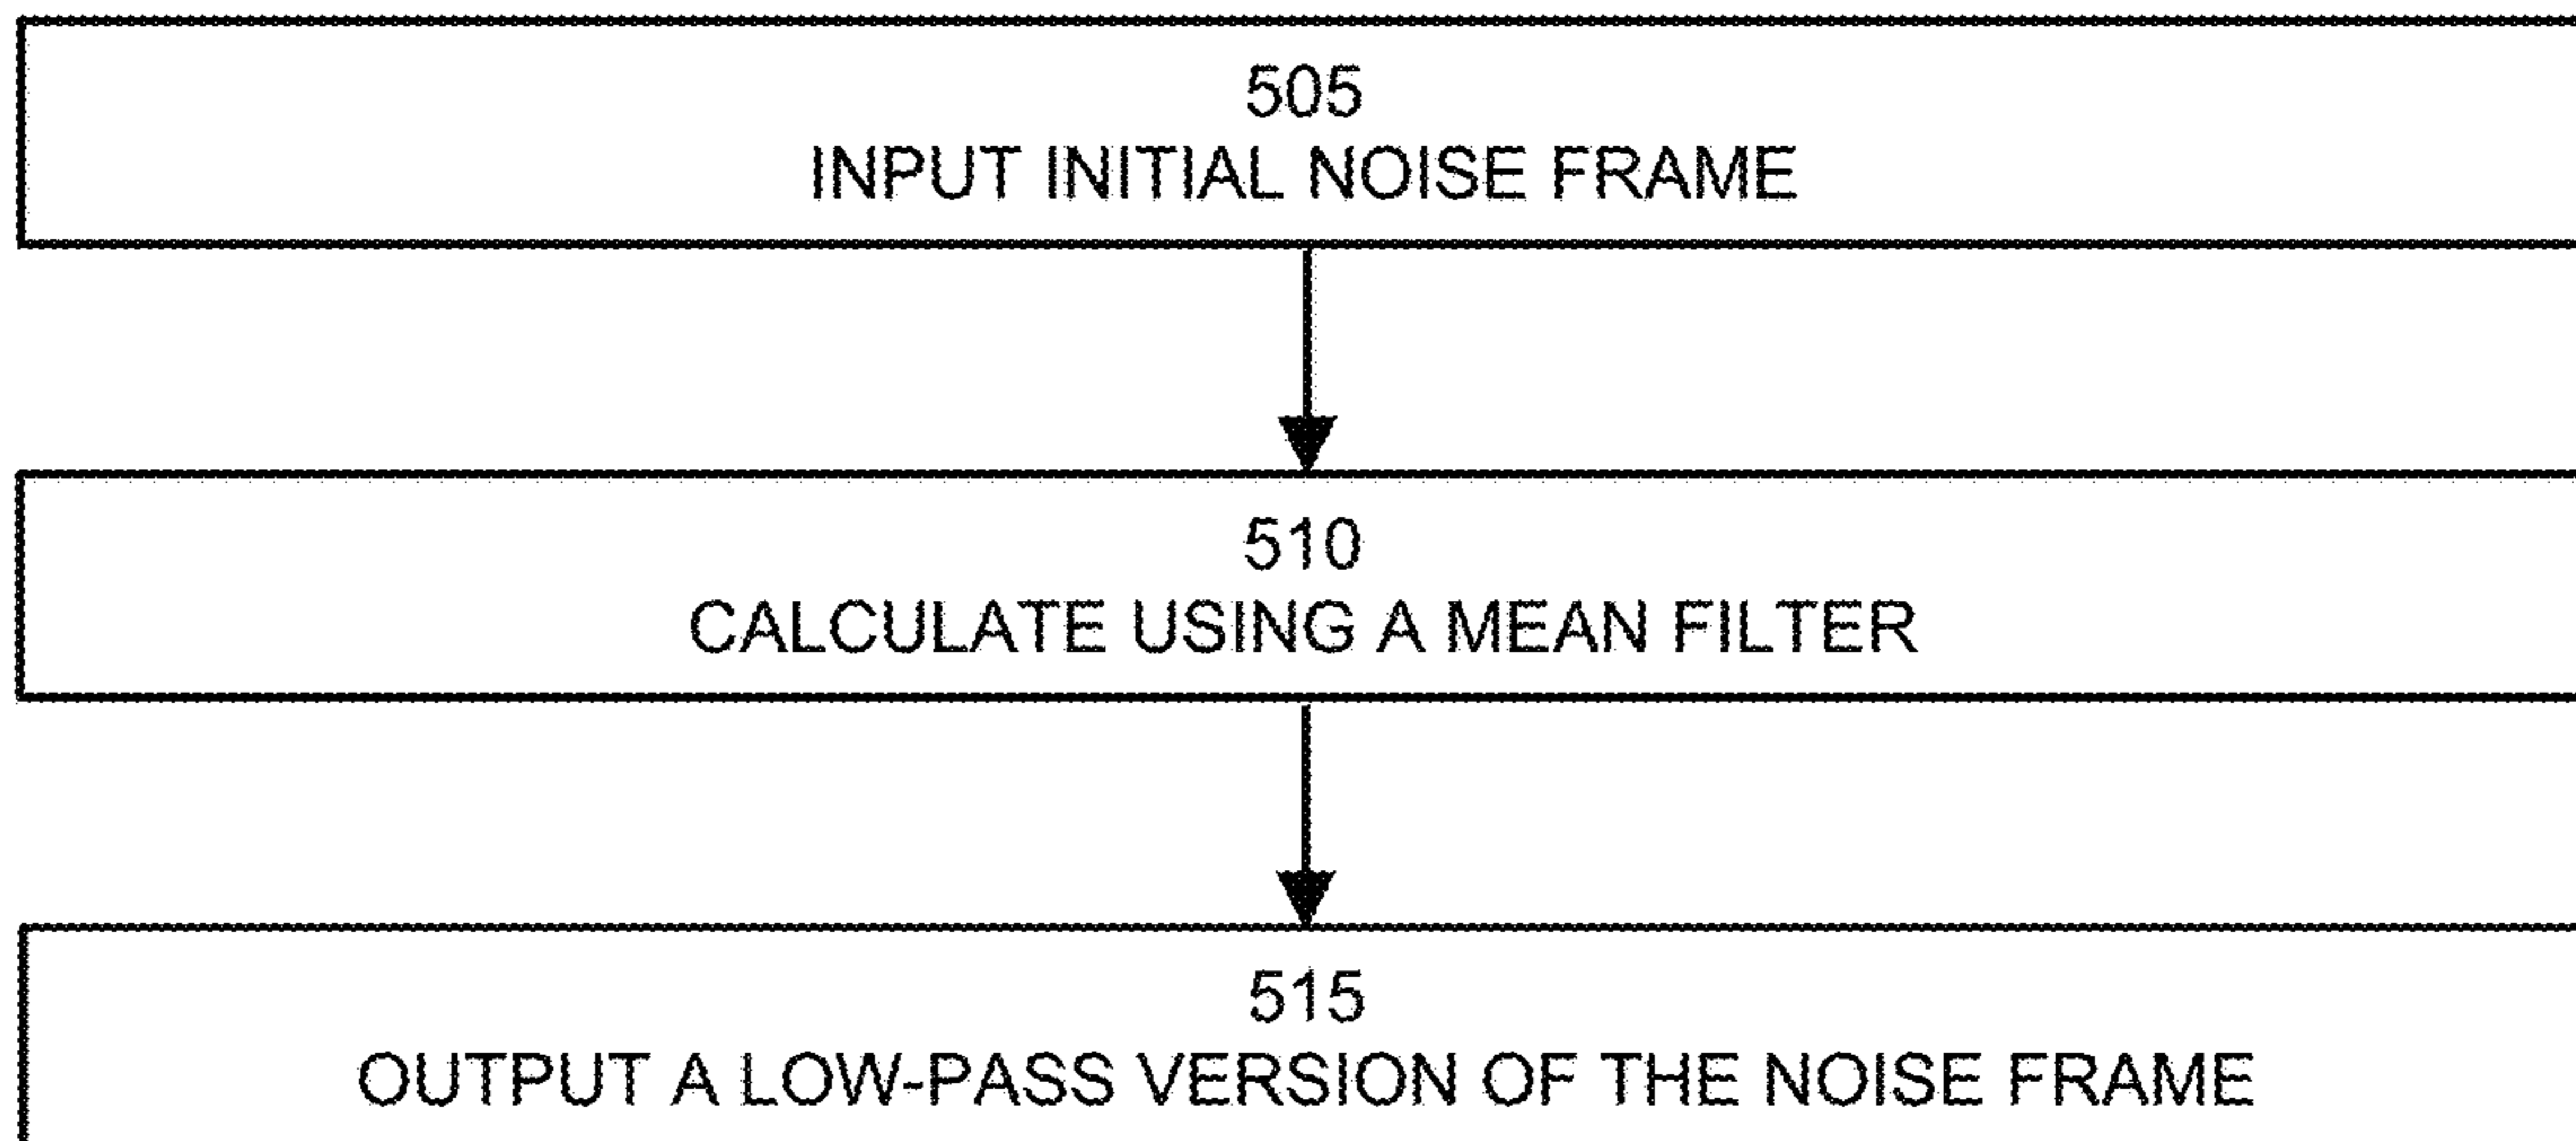 505
INPUT INITIAL NOISE FRAME
510
CALCULATE USING A MEAN FILTER
515
OUTPUT A LOW-PASS VERSION OF THE NOISE FRAME